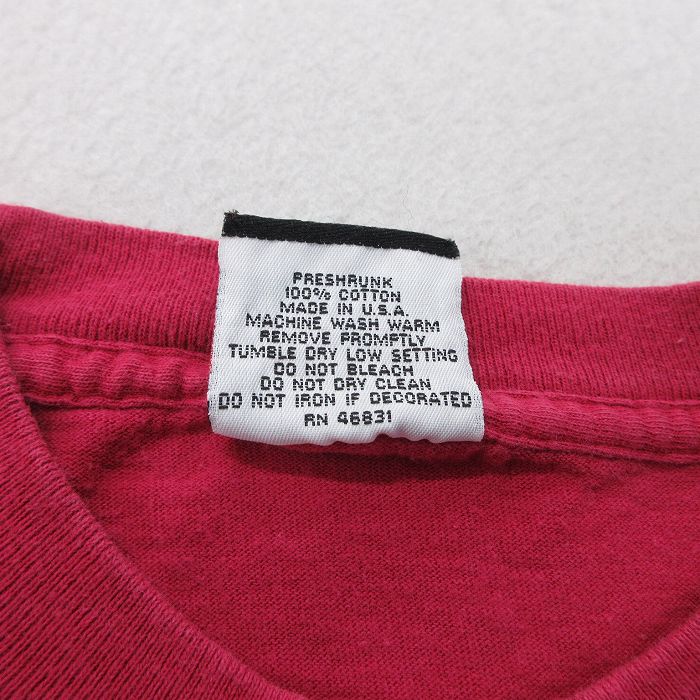 PRESHRUNK
100% COTTON
MADE IN U.S.A.
MACHINE WASH WARM
REMOVE PROMPTLY
TUMBLE DRY LOW SETTING
DO NOT BLEACH
DO NOT DRY CLEAN
DO NOT IRON IF DECORATED
RN 46831